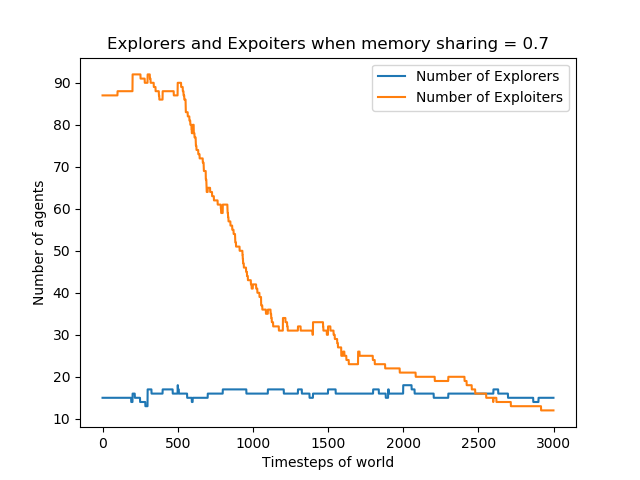 Explorers and Expoiters when memory sharing = 0.7
Number of Explorers
Number of Exploiters
Number of agents
90
80
70
60
50
40
30
20
10
0 500 1000 1500 2000 2500 3000
Timesteps of world